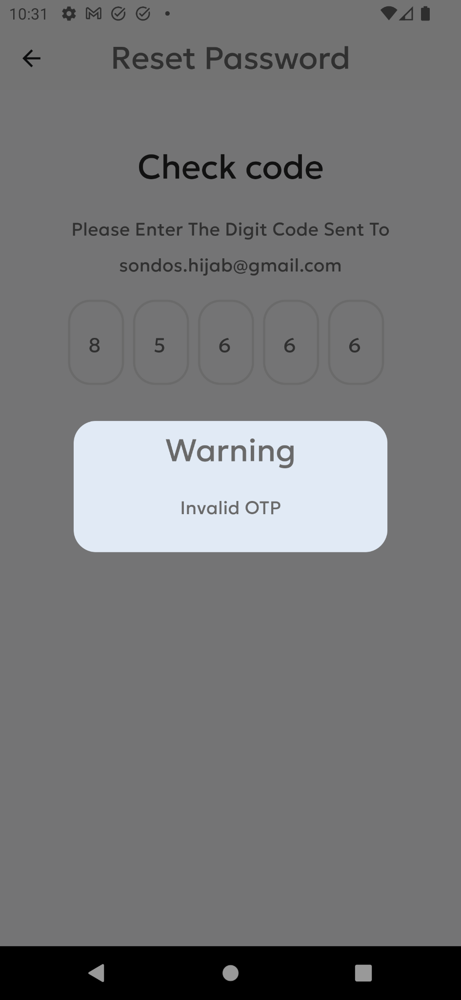 10:31
Reset Password
Check code
Please Enter The Digit Code Sent To
sondos.hijab@gmail.com
8 5 6 6 6
Warning
Invalid OTP